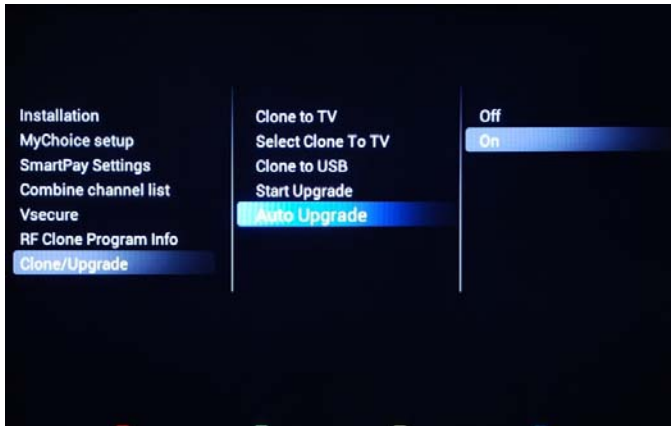 Installation
MyChoice setup
SmartPay Settings
Combine channel list
Vsecure
RF Clone Program Info
Clone/Upgrade
Clone to TV
Select Clone To TV
Clone to USB
Start Upgrade
Auto Upgrade
Off
On